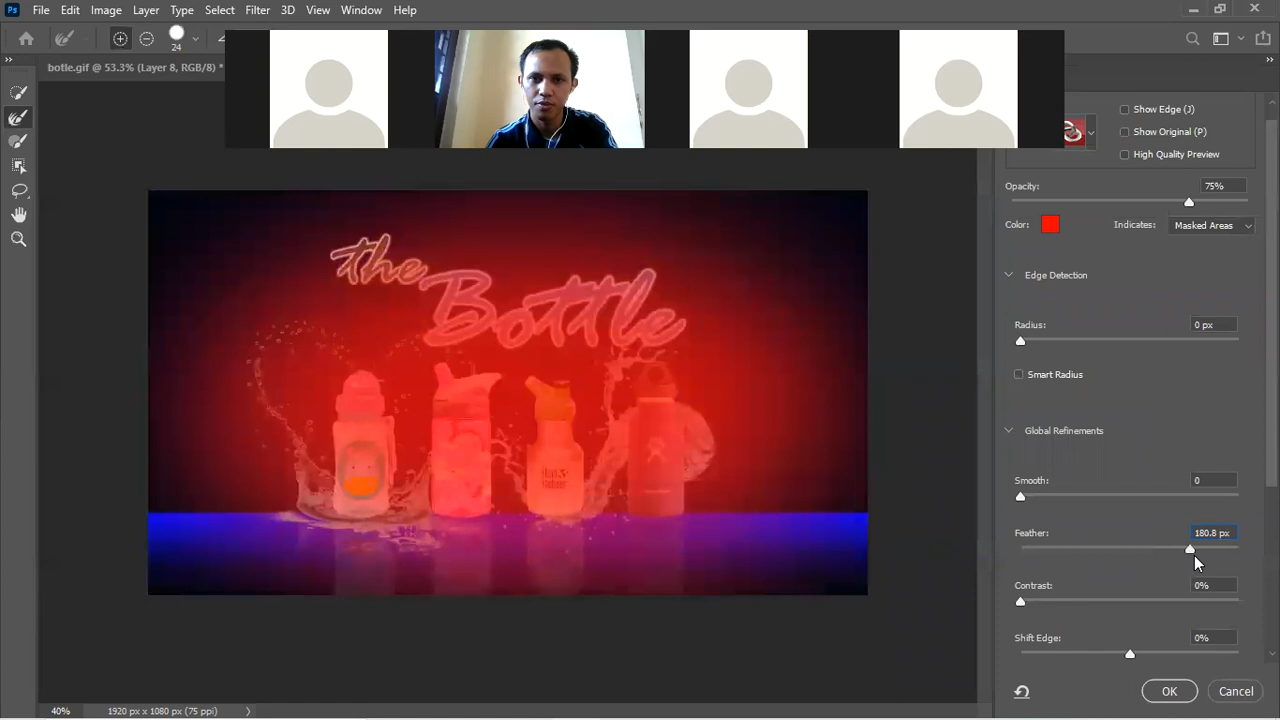 Ps File Edit Image Layer Type Select Filter 3D View Window Help
24
botle.gif @ 53.3% (Layer 8, RGB/8) *
Show Edge (J)
Show Original (P)
High Quality Preview
Opacity: 75%
Color: Indicates: Masked Areas
Edge Detection
Radius: 0 px
Smart Radius
Global Refinements
Smooth: 0
Feather: 180.8 px
Contrast: 0%
Shift Edge: 0%
OK Cancel
the
Bottle
40% 1920 px x 1080 px (75 ppi)